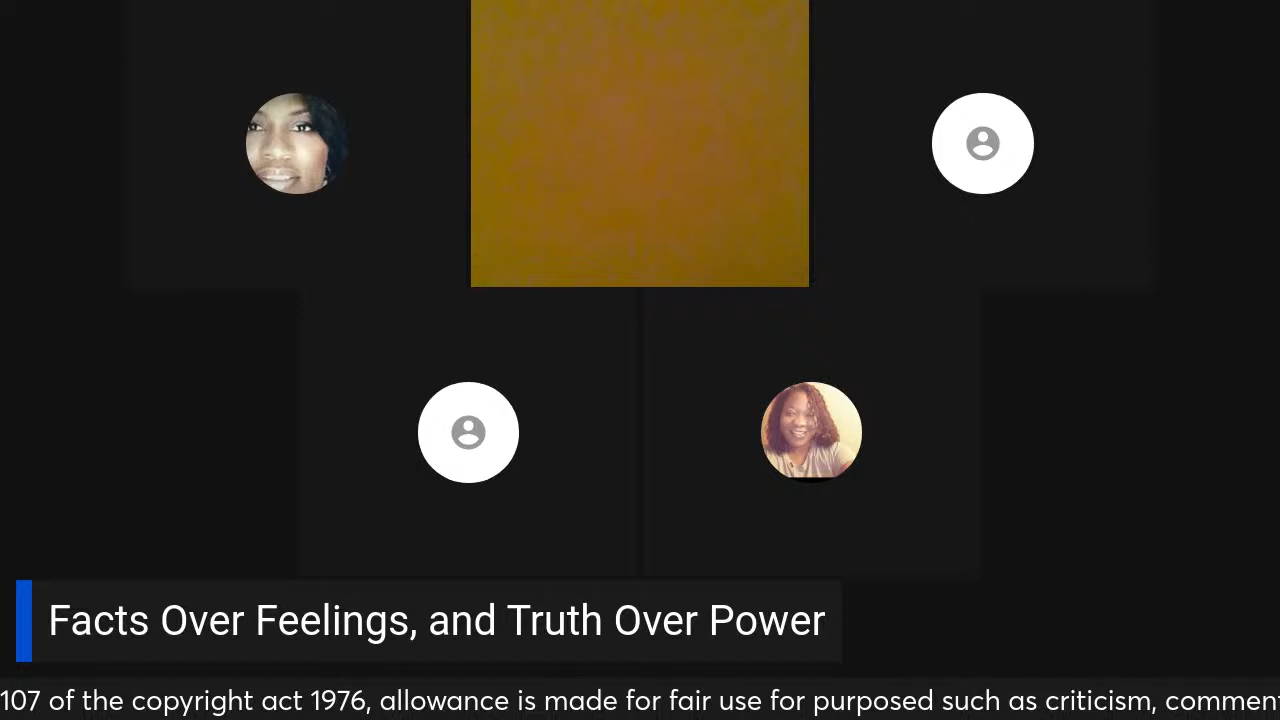 Facts Over Feelings, and Truth Over Power
107 of the copyright act 1976, allowance is made for fair use for purposed such as criticism, commen